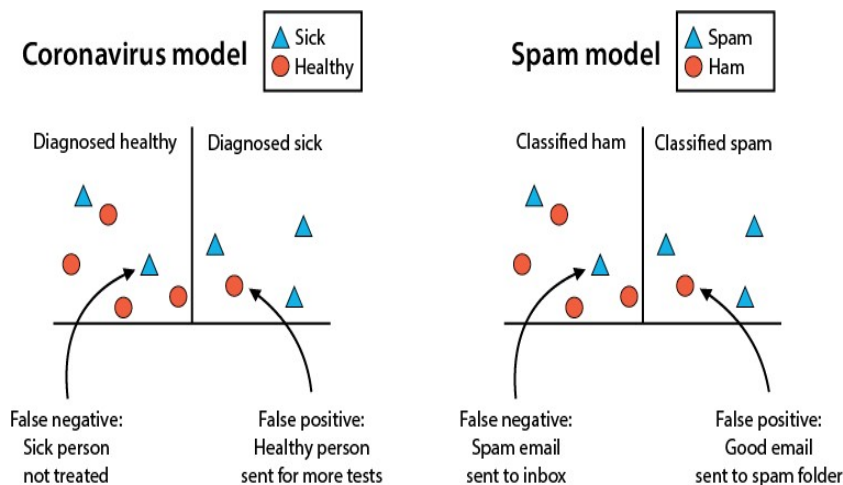 Coronavirus model
Sick
Healthy
Diagnosed healthy
Diagnosed sick
False negative:
Sick person
not treated
False positive:
Healthy person
sent for more tests
Spam model
Spam
Ham
Classified ham
Classified spam
False negative:
Spam email
sent to inbox
False positive:
Good email
sent to spam folder